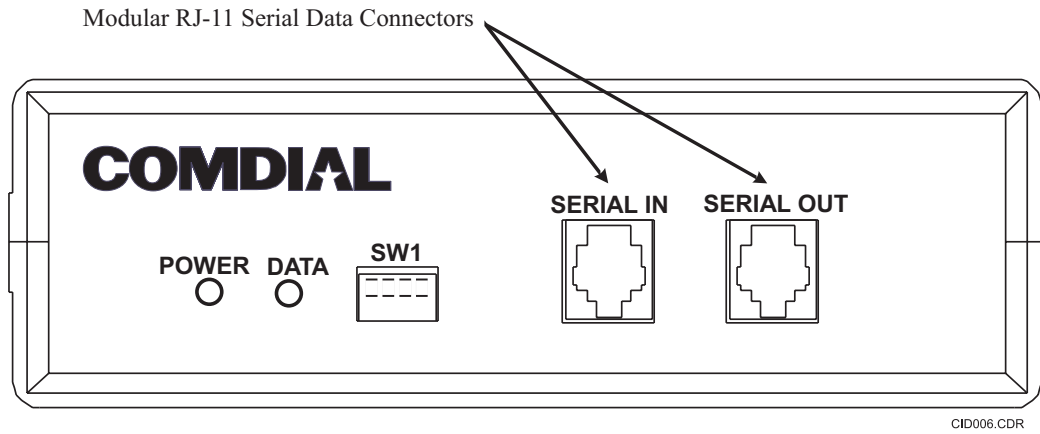 Modular RJ-11 Serial Data Connectors
COMDIAL
SERIAL IN
SERIAL OUT
POWER
DATA
SW1
CID006.CDR